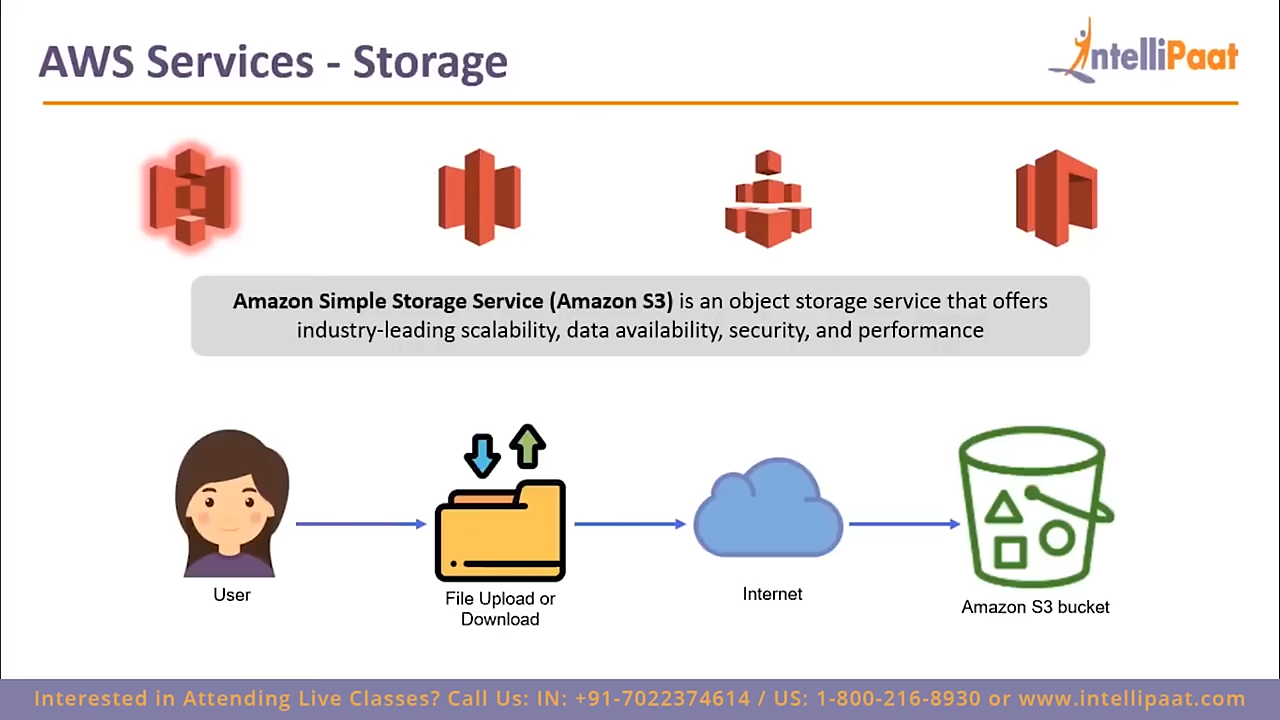 AWS Services - Storage
IntelliPaat
Amazon Simple Storage Service (Amazon S3) is an object storage service that offers
industry-leading scalability, data availability, security, and performance
User
File Upload or
Download
Internet
Amazon S3 bucket
Interested in Attending Live Classes? Call Us: IN: +91-7022374614 / US: 1-800-216-8930 or www.intellipaat.com